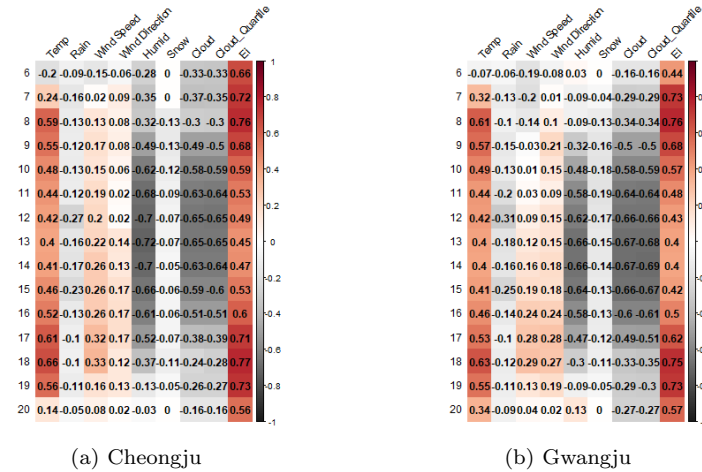 Temp Rain Wind Speed Wind Direction Humid Snow Cloud Cloud_Quartile El
6 -0.2 -0.09 -0.15 -0.06 -0.28 0 -0.33 -0.33 0.66
7 0.24 -0.16 0.02 0.09 -0.35 0 -0.37 -0.35 0.72
8 0.59 -0.12 0.13 0.08 -0.32 -0.13 -0.3 -0.3 0.76
9 0.55 -0.12 0.17 0.08 -0.49 -0.13 -0.49 -0.5 0.68
10 0.48 -0.13 0.15 0.06 -0.62 -0.12 -0.58 -0.59 0.59
11 0.44 -0.12 0.19 0.02 -0.68 -0.09 -0.63 -0.64 0.53
12 0.42 -0.27 0.2 0.02 -0.7 -0.07 -0.65 -0.65 0.49
13 0.4 -0.16 0.22 0.14 -0.72 -0.07 -0.65 -0.65 0.45
14 0.41 -0.17 0.26 0.13 -0.7 -0.05 -0.63 -0.64 0.47
15 0.46 -0.23 0.26 0.17 -0.66 -0.06 -0.59 -0.6 0.53
16 0.52 -0.13 0.26 0.17 -0.61 -0.06 -0.51 -0.51 0.6
17 0.61 -0.1 0.32 0.17 -0.52 -0.07 -0.38 -0.39 0.71
18 0.66 -0.1 0.33 0.12 -0.37 -0.11 -0.24 -0.28 0.77
19 0.56 -0.11 0.16 0.13 -0.13 -0.05 -0.26 -0.27 0.73
20 0.14 -0.05 0.08 0.02 -0.03 0 -0.16 -0.16 0.56
1
0.8
0.6
0.4
0.2
0
-0.2
-0.4
-0.6
-0.8
-1
(a) Cheongju
Temp Rain Wind Speed Wind Direction Humid Snow Cloud Cloud_Quartile El
6 -0.07 -0.06 -0.19 -0.08 0.03 0 -0.16 -0.16 0.44
7 0.32 -0.13 -0.2 0.01 -0.09 -0.04 -0.29 -0.29 0.73
8 0.61 -0.1 -0.14 0.1 -0.09 -0.13 -0.34 -0.34 0.76
9 0.57 -0.15 -0.03 0.21 -0.32 -0.16 -0.5 -0.5 0.68
10 0.49 -0.13 0.01 0.15 -0.48 -0.18 -0.58 -0.59 0.57
11 0.44 -0.2 0.03 0.09 -0.58 -0.19 -0.64 -0.64 0.48
12 0.42 -0.31 0.09 0.15 -0.62 -0.17 -0.66 -0.66 0.43
13 0.4 -0.18 0.12 0.15 -0.66 -0.15 -0.67 -0.68 0.4
14 0.4 -0.16 0.16 0.18 -0.66 -0.14 -0.67 -0.69 0.4
15 0.41 -0.25 0.19 0.18 -0.64 -0.13 -0.66 -0.67 0.42
16 0.46 -0.14 0.24 0.24 -0.58 -0.13 -0.6 -0.61 0.5
17 0.53 -0.1 0.28 0.28 -0.47 -0.12 -0.49 -0.51 0.62
18 0.63 -0.12 0.29 0.27 -0.3 -0.11 -0.33 -0.35 0.75
19 0.55 -0.11 0.13 0.19 -0.09 -0.05 -0.29 -0.3 0.73
20 0.34 -0.09 0.04 0.02 0.13 0 -0.27 -0.27 0.57
1
0.8
0.6
0.4
0.2
0
-0.2
-0.4
-0.6
-0.8
-1
(b) Gwangju